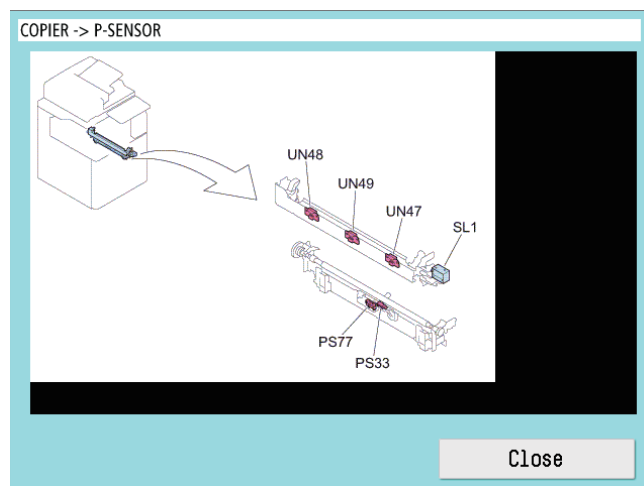 COPIER -> P-SENSOR
UN48
UN49
UN47
SL1
PS77
PS33
Close